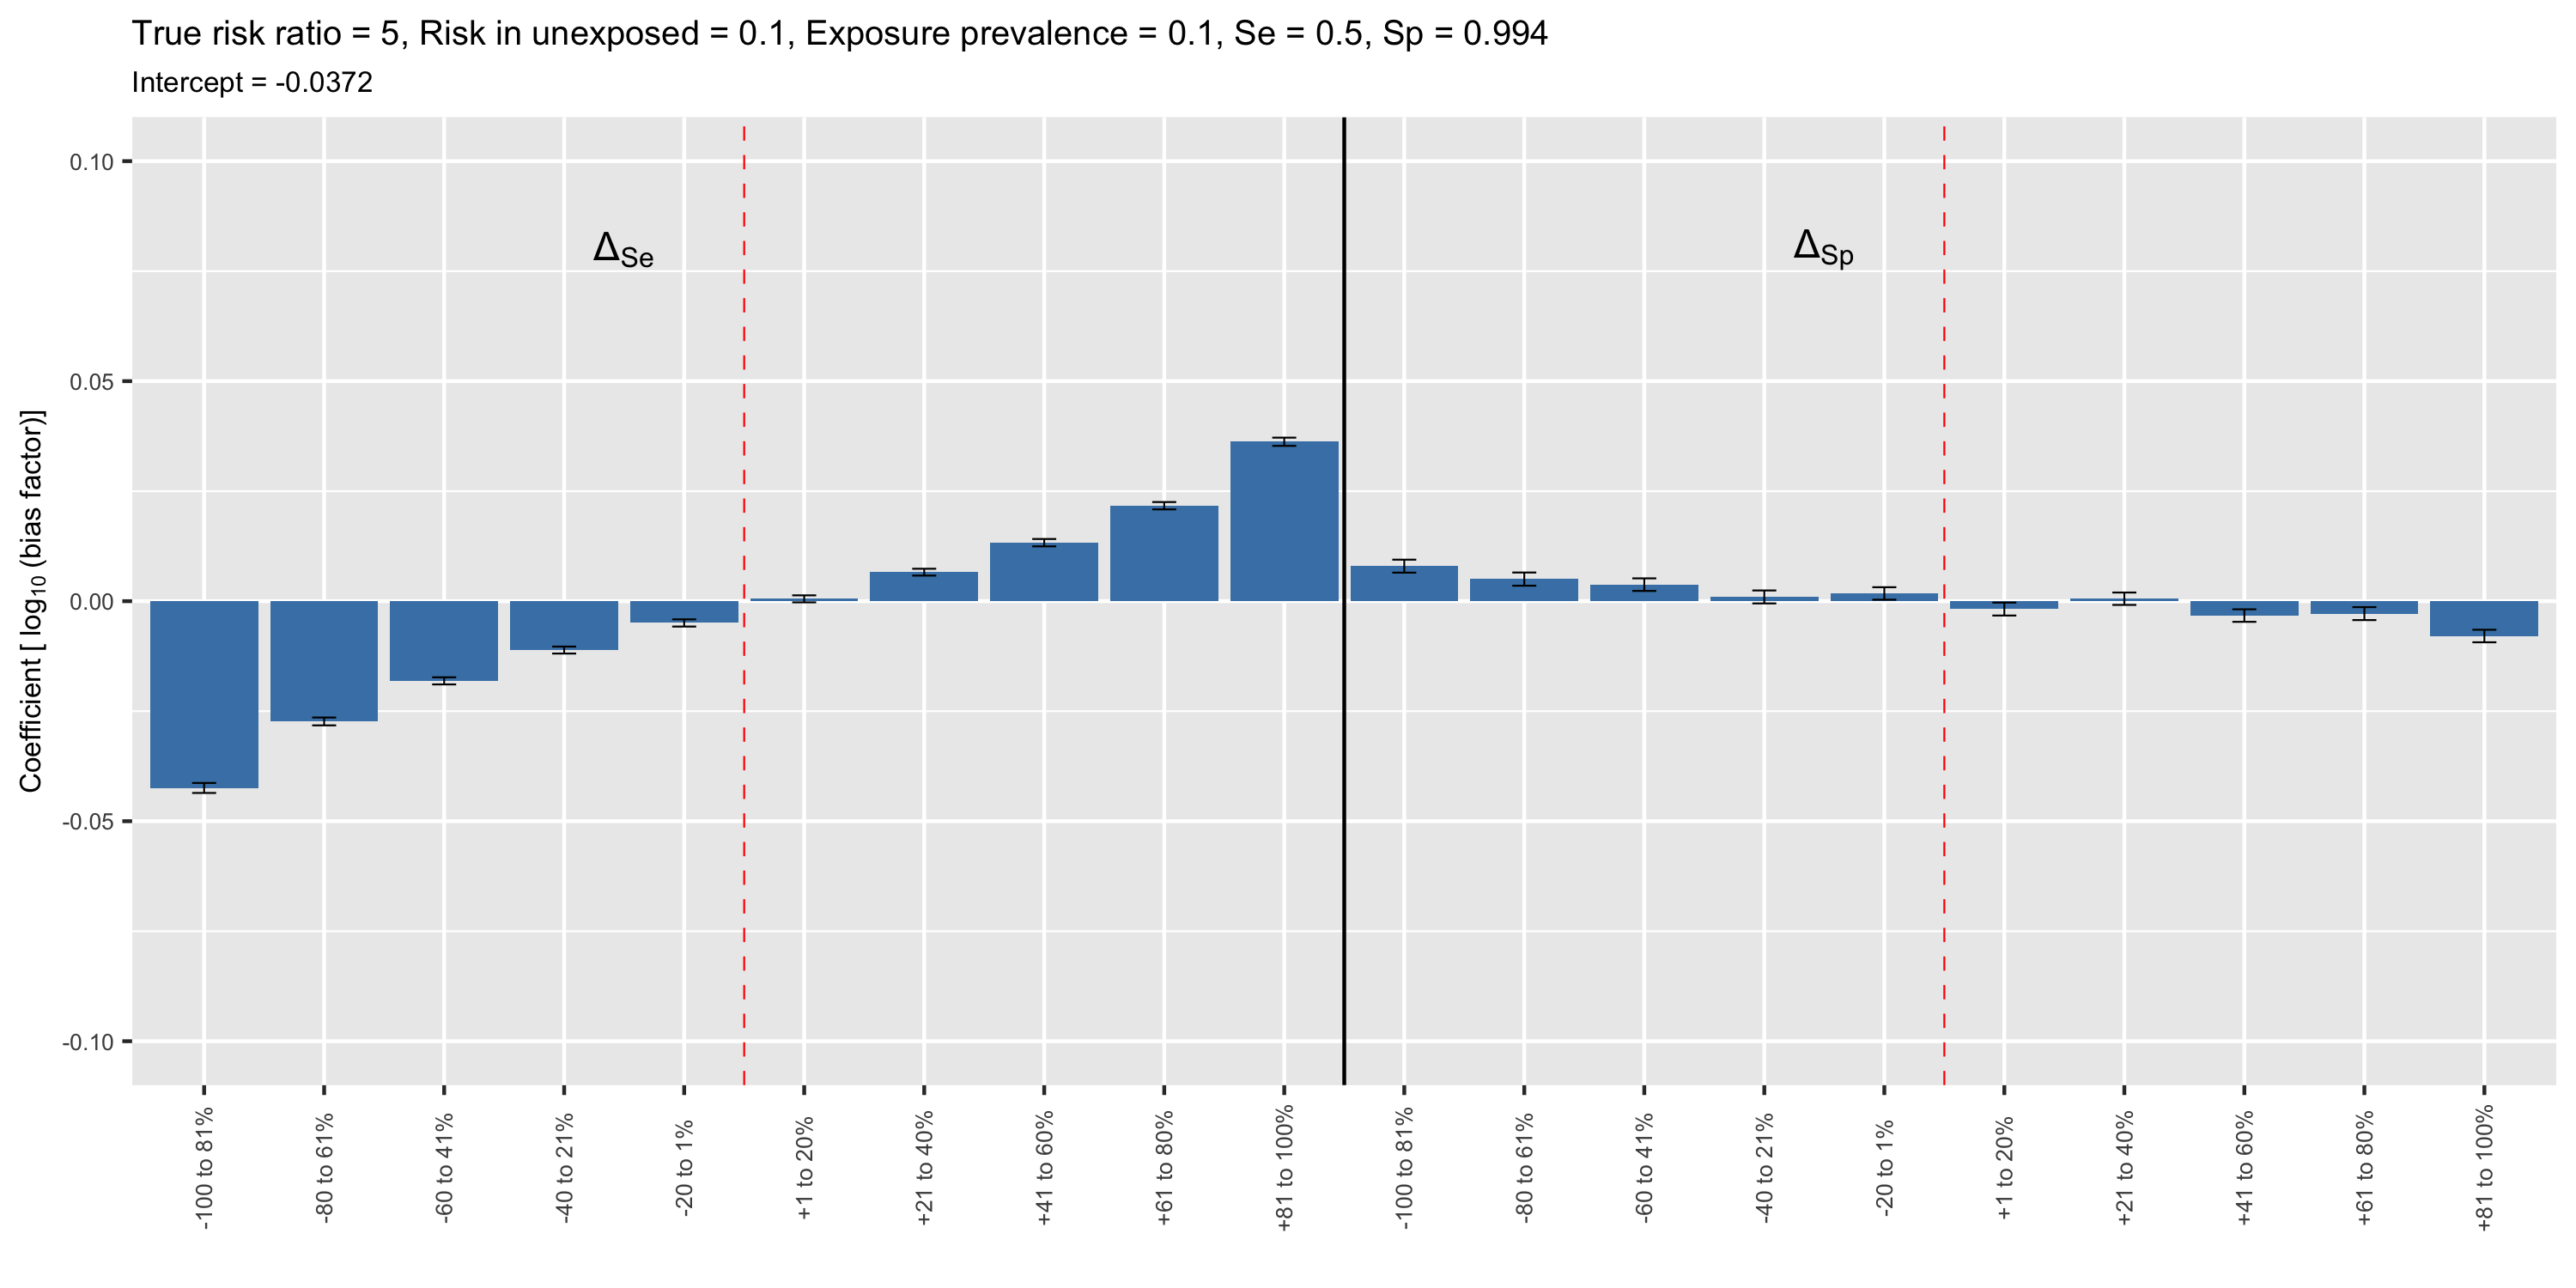 True risk ratio = 5, Risk in unexposed = 0.1, Exposure prevalence = 0.1, Se = 0.5, Sp = 0.994
Intercept = -0.0372
Coefficient [ log10 (bias factor)]
0.10
0.05
0.00
-0.05
-0.10
ΔSe
ΔSp
-100 to 81%
-80 to 61%
-60 to 41%
-40 to 21%
-20 to 1%
+1 to 20%
+21 to 40%
+41 to 60%
+61 to 80%
+81 to 100%
-100 to 81%
-80 to 61%
-60 to 41%
-40 to 21%
-20 to 1%
+1 to 20%
+21 to 40%
+41 to 60%
+61 to 80%
+81 to 100%